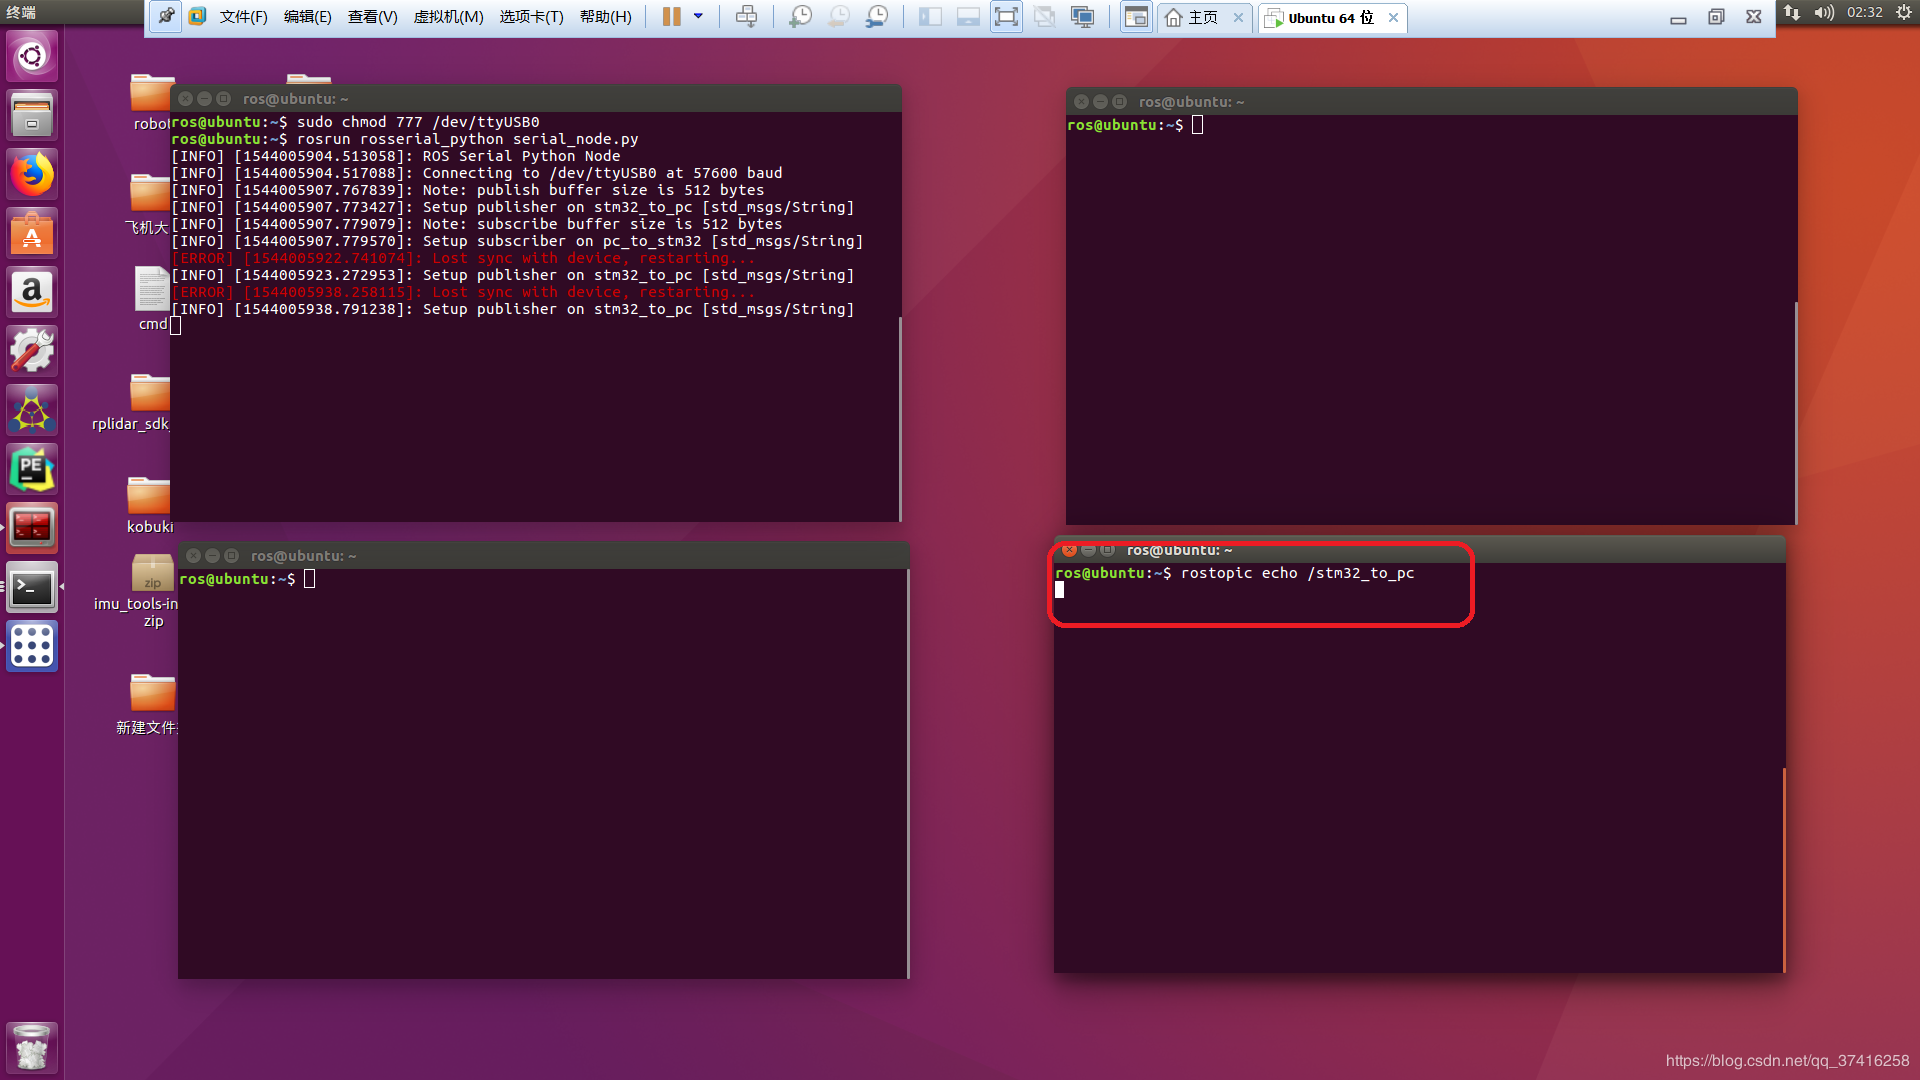 终端
文件(F) 编辑(E) 查看(V) 虚拟机(M) 选项卡(T) 帮助(H)
主页
Ubuntu 64 位
02:32
robot
飞机大
cmd
rplidar_sdk
kobuki
zip
imu_tools-in
zip
新建文件
PE
ros@ubuntu: ~
ros@ubuntu:~$ sudo chmod 777 /dev/ttyUSB0
ros@ubuntu:~$ rosrun rosserial_python serial_node.py
[INFO] [1544005904.513058]: ROS Serial Python Node
[INFO] [1544005904.517088]: Connecting to /dev/ttyUSB0 at 57600 baud
[INFO] [1544005907.767839]: Note: publish buffer size is 512 bytes
[INFO] [1544005907.773427]: Setup publisher on stm32_to_pc [std_msgs/String]
[INFO] [1544005907.779079]: Note: subscribe buffer size is 512 bytes
[INFO] [1544005907.779570]: Setup subscriber on pc_to_stm32 [std_msgs/String]
[ERROR] [1544005922.741074]: Lost sync with device, restarting...
[INFO] [1544005923.272953]: Setup publisher on stm32_to_pc [std_msgs/String]
[ERROR] [1544005938.258115]: Lost sync with device, restarting...
[INFO] [1544005938.791238]: Setup publisher on stm32_to_pc [std_msgs/String]
ros@ubuntu: ~
ros@ubuntu:~$
ros@ubuntu: ~
ros@ubuntu:~$
ros@ubuntu: ~
ros@ubuntu:~$ rostopic echo /stm32_to_pc
https://blog.csdn.net/qq_37416258